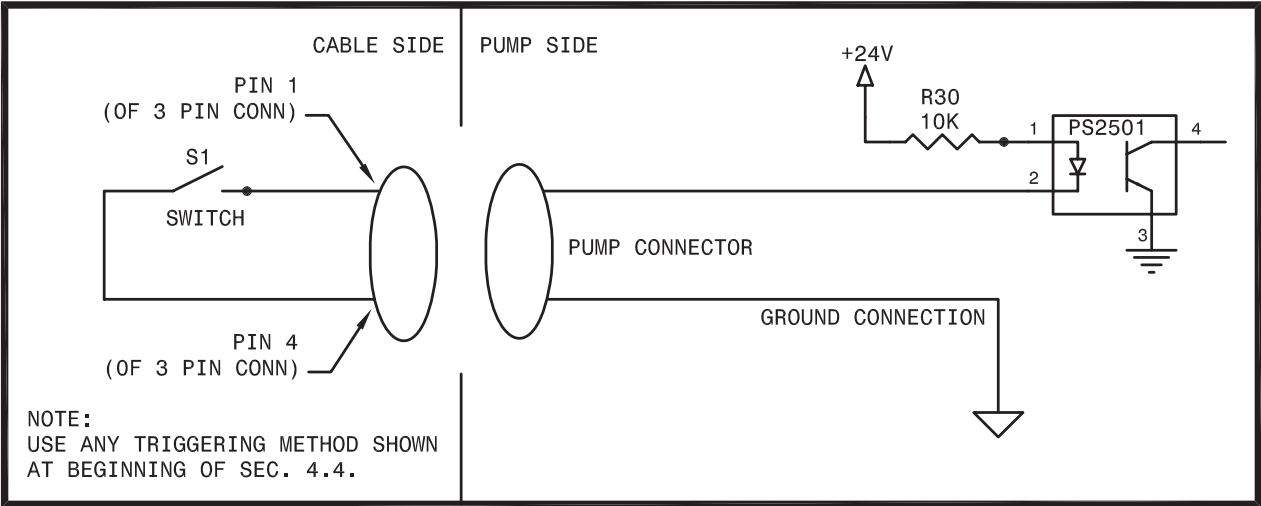 CABLE SIDE
PUMP SIDE
PIN 1
(OF 3 PIN CONN)
S1
SWITCH
+24V
R30
10K
1
PS2501
4
2
3
PUMP CONNECTOR
GROUND CONNECTION
PIN 4
(OF 3 PIN CONN)
NOTE:
USE ANY TRIGGERING METHOD SHOWN
AT BEGINNING OF SEC. 4.4.